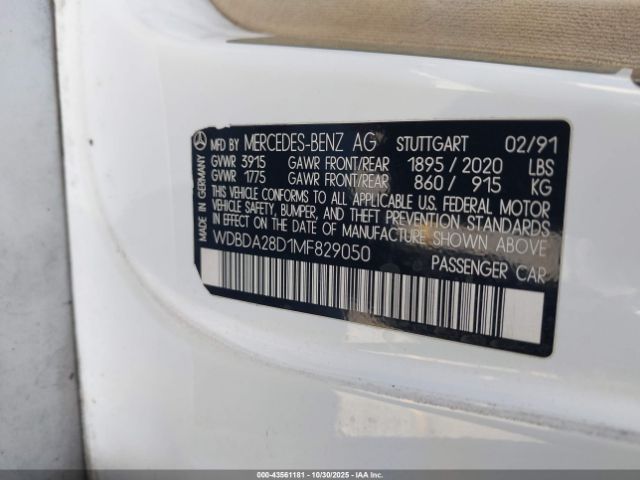 MFD BY MERCEDES-BENZ AG STUTTGART 02/91
GVWR 3915 GAWR FRONT/REAR 1895/2020 LBS
GVWR 1775 GAWR FRONT/REAR 860/ 915 KG
THIS VEHICLE CONFORMS TO ALL APPLICABLE U.S. FEDERAL MOTOR
VEHICLE SAFETY, BUMPER, AND THEFT PREVENTION STANDARDS
IN EFFECT ON THE DATE OF MANUFACTURE SHOWN ABOVE
WDBDA28D1MF829050 PASSENGER CAR
MADE IN GERMANY
000-43561181 - 10/30/2025 - IAAI.COM